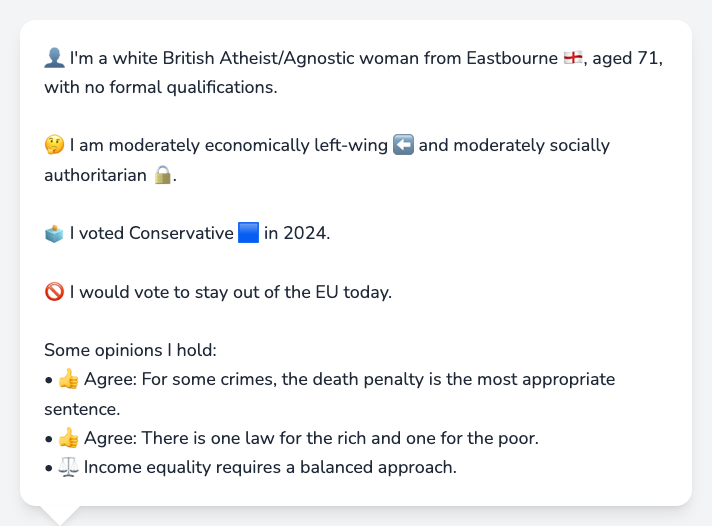 👤 I'm a white British Atheist/Agnostic woman from Eastbourne 🏴󠁧󠁢󠁥󠁮󠁧󠁿, aged 71,
with no formal qualifications.
🤔 I am moderately economically left-wing ⬅️ and moderately socially
authoritarian 🔒.
🗳️ I voted Conservative 🟦 in 2024.
🚫 I would vote to stay out of the EU today.
Some opinions I hold:
• 👍 Agree: For some crimes, the death penalty is the most appropriate
sentence.
• 👍 Agree: There is one law for the rich and one for the poor.
• ⚖️ Income equality requires a balanced approach.